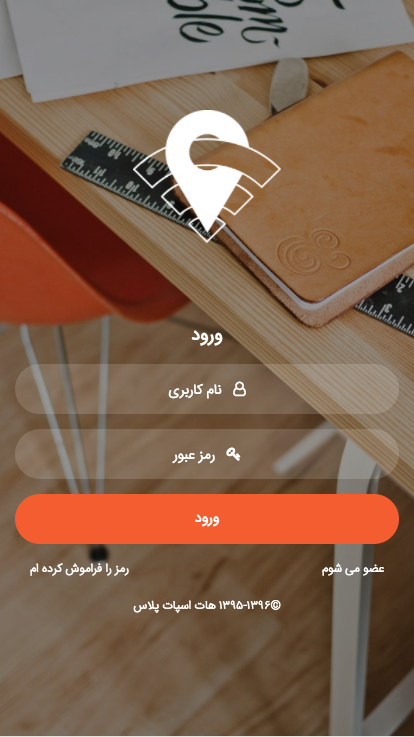 ورود
نام کاربری
رمز عبور
ورود
عضو می شوم
رمز را فراموش کرده ام
©۱۳۹۵-۱۳۹۶ هات اسپات پلاس